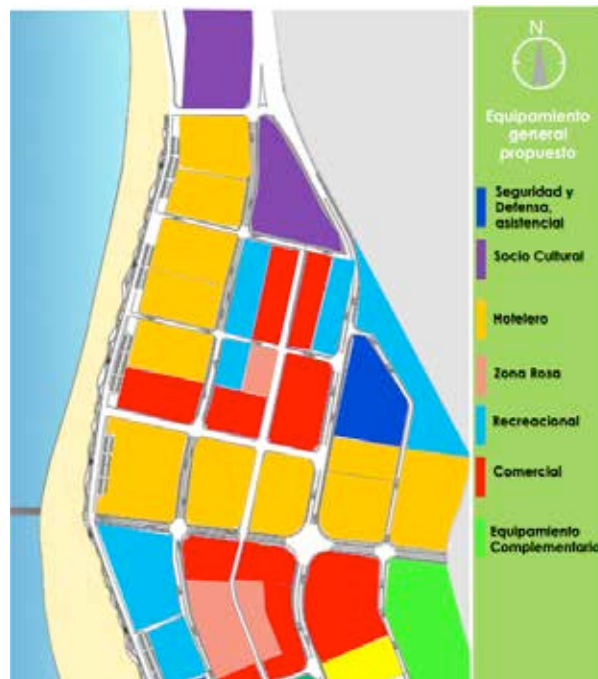 N
Equipamiento
general
propuesto
Seguridad y
Defensa,
asistencial
Socio Cultural
Hotelero
Zona Rosa
Recreacional
Comercial
Equipamiento
Complementario